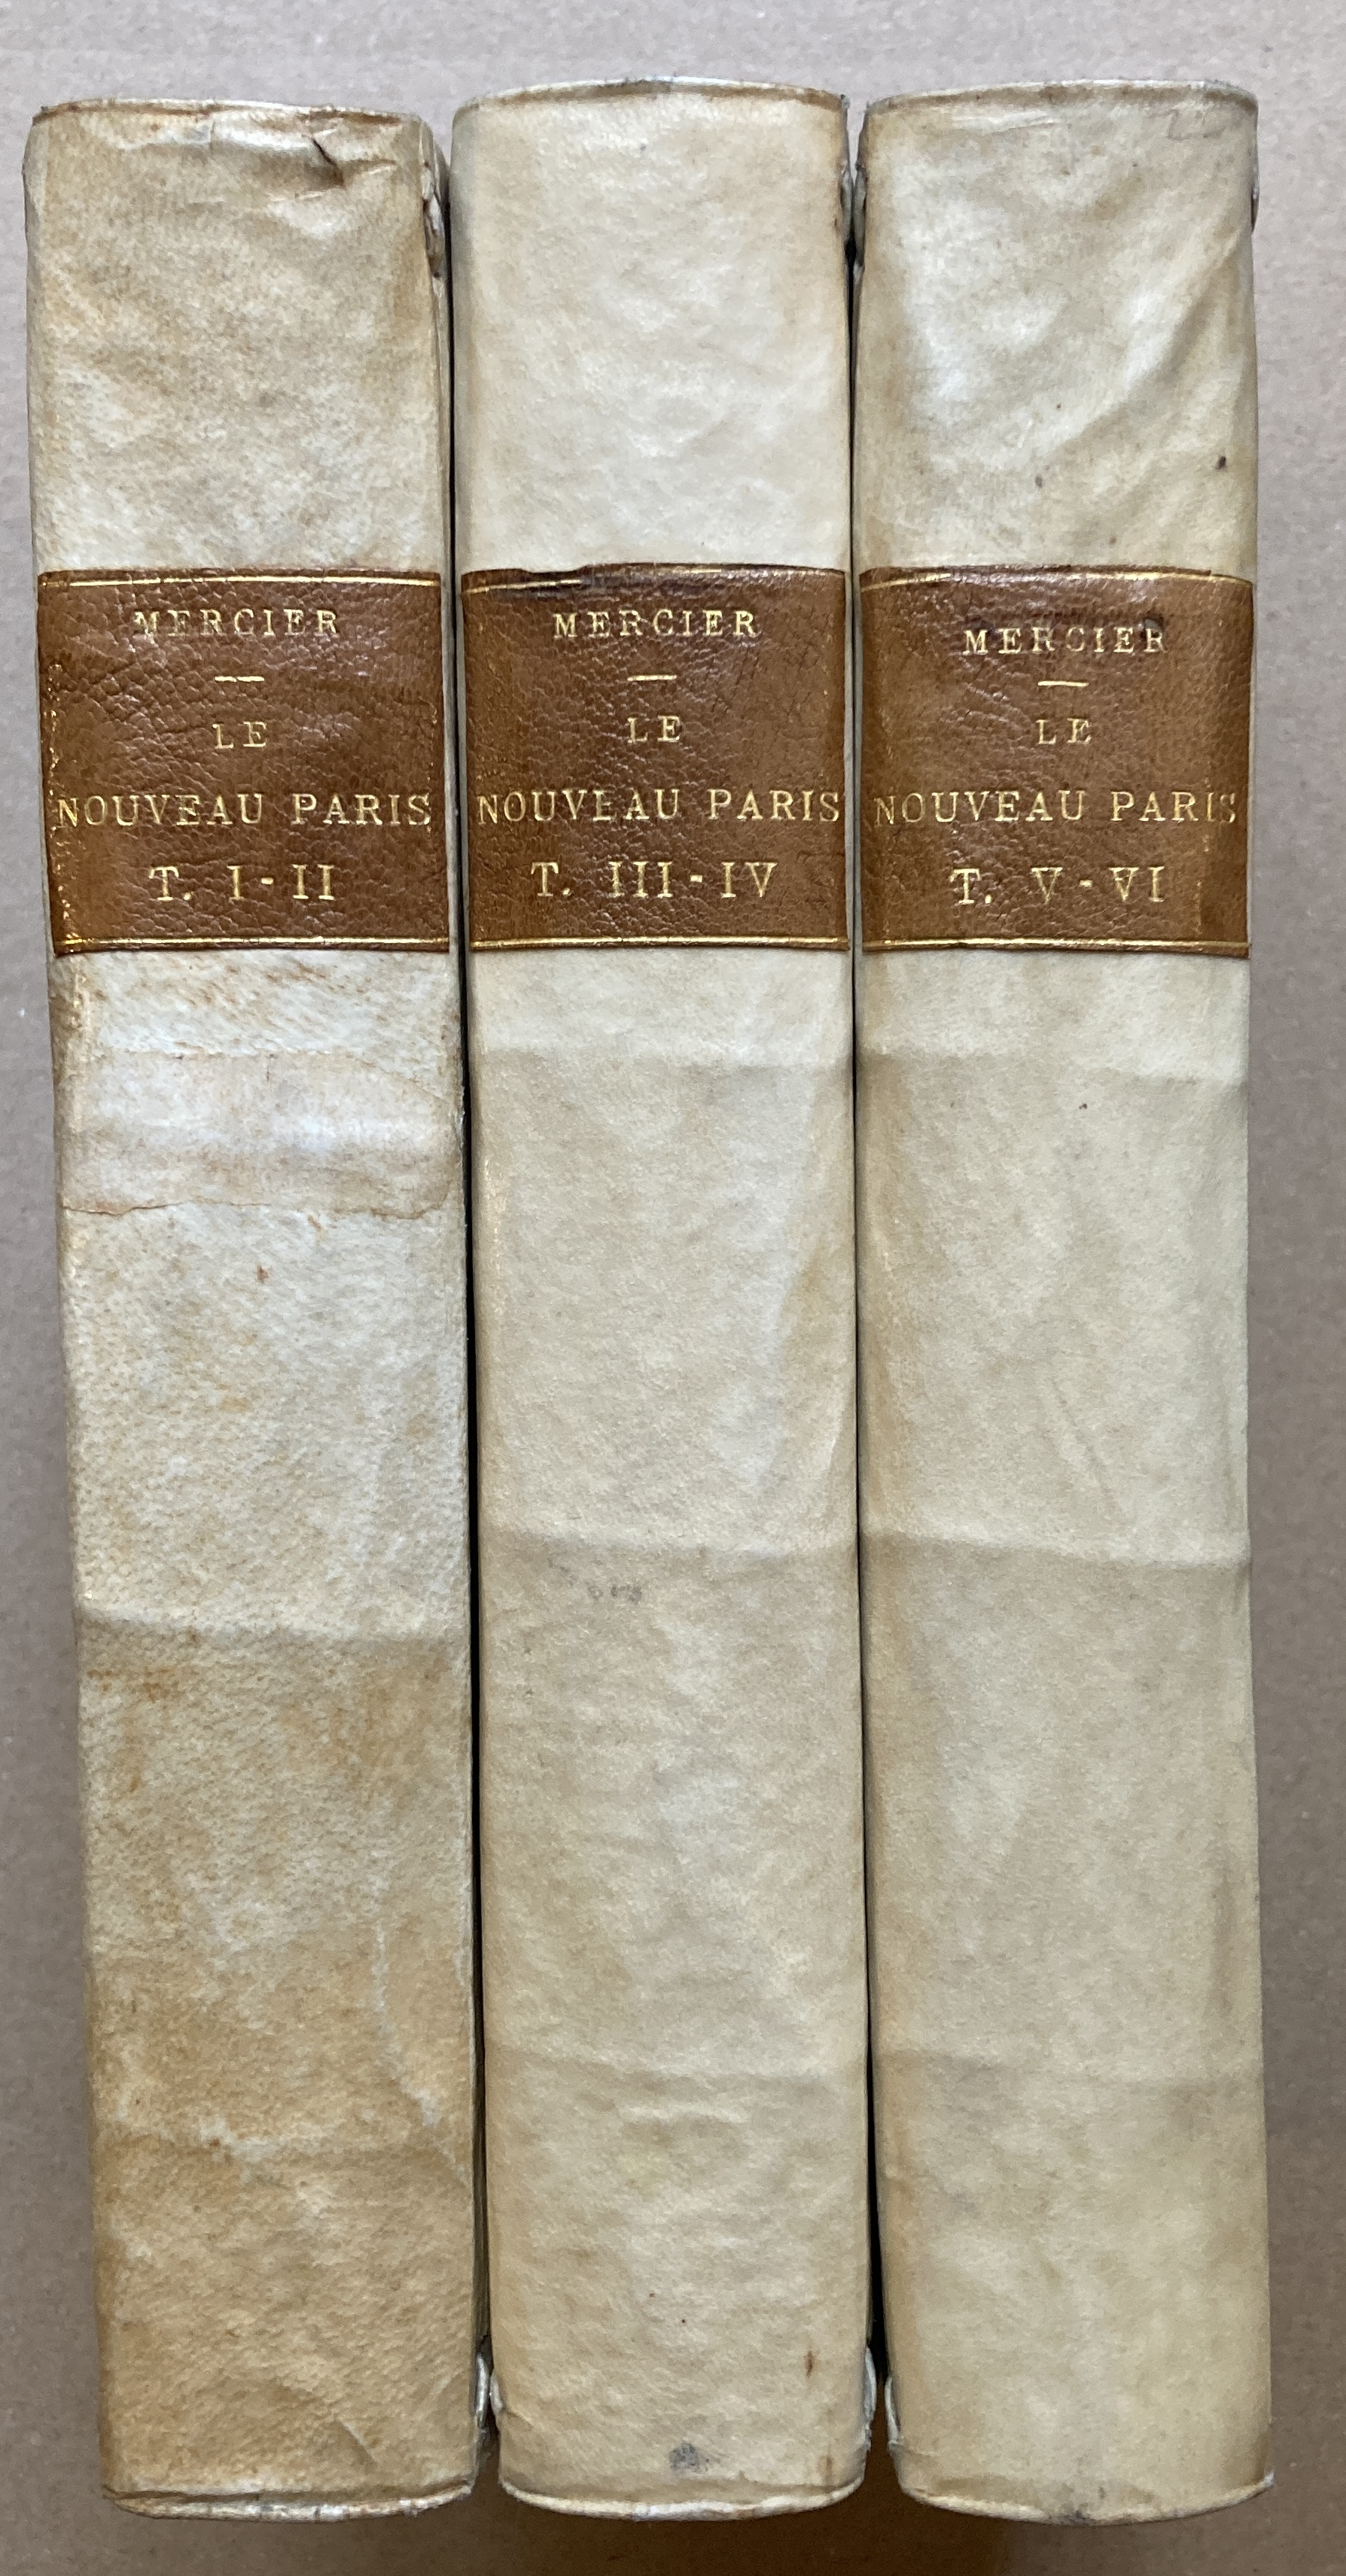 MERCIER
LE
NOUVEAU PARIS
T. I-II
MERCIER
LE
NOUVEAU PARIS
T. III-IV
MERCIER
LE
NOUVEAU PARIS
T. V-VI